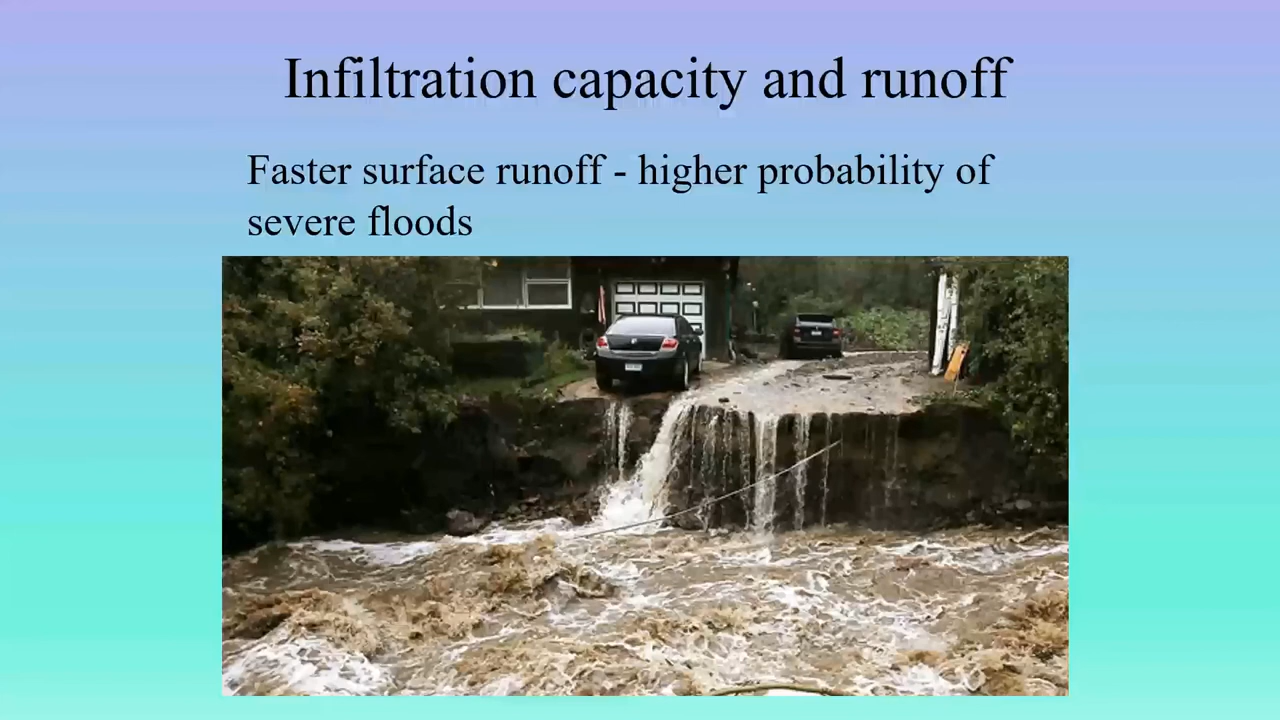 Infiltration capacity and runoff
Faster surface runoff - higher probability of
severe floods